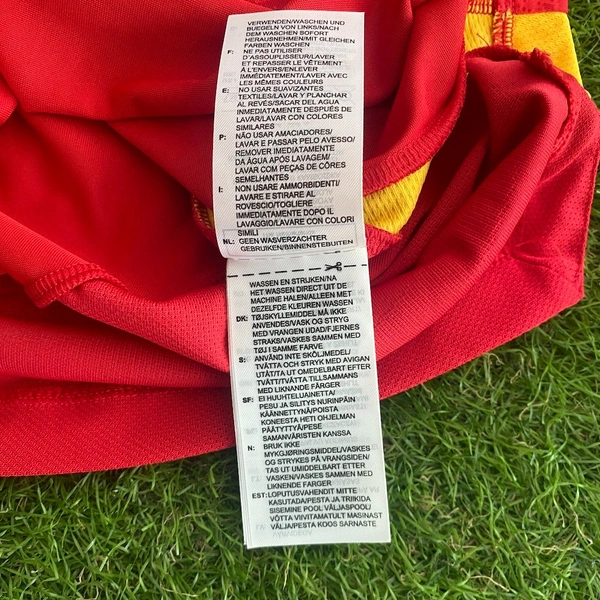 VERWENDEN/WASCHEN UND
BUEGELN VON LINKS/NACH
DEM WASCHEN SOFORT
HERAUSNEHMEN/MIT GLEICHEN
FARBEN WASCHEN
F: NE PAS UTILISER
D'ASSOUPLISSEUR/LAVER
ET REPASSER LE VÊTEMENT
À L'ENVERS/ENLEVER
IMMÉDIATEMENT/LAVER AVEC
LES MÊMES COULEURS
E: NO USAR SUAVIZANTES
TEXTILES/LAVAR Y PLANCHAR
AL REVÉS/SACAR DEL AGUA
INMEDIATAMENTE DESPUÉS DE
LAVAR/LAVAR CON COLORES
SIMILARES
P: NÃO USAR AMACIADORES/
LAVAR E PASSAR PELO AVESSO/
REMOVER IMEDIATAMENTE
DA ÁGUA APÓS LAVAGEM/
LAVAR COM PEÇAS DE CÔRES
SEMELHANTES
I: NON USARE AMMORBIDENTI/
LAVARE E STIRARE AL
ROVESCIO/TOGLIERE
IMMEDIATAMENTE DOPO IL
LAVAGGIO/LAVARE CON COLORI
SIMILI
NL: GEEN WASVERZACHTER
GEBRUIKEN/BINNENSTEBUITEN
WASSEN EN STRIJKEN/NA
HET WASSEN DIRECT UIT DE
MACHINE HALEN/ALLEEN MET
DEZELFDE KLEUREN WASSEN
DK: TØJSKYLLEMIDDEL MÅ IKKE
ANVENDES/VASK OG STRYG
MED VRANGEN UDAD/FJERNES
STRAKS/VASKES SAMMEN MED
TØJ I SAMME FARVE
S: ANVÄND INTE SKÖLJMEDEL/
TVÄTTA OCH STRYK MED AVIGAN
UTÅT/TA UT OMEDELBART EFTER
TVÄTT/TVÄTTA TILLSAMMANS
MED LIKNANDE FÄRGER
SF: EI HUUHTELUAINETTA/
PESU JA SILITYS NURINPÄIN
KÄÄNNETTYNÄ/POISTA
KONEESTA HETI OHJELMAN
PÄÄTYTTYÄ/PESE
SAMANVÄRISTEN KANSSA
N: BRUK IKKE
MYKGJØRINGSMIDDEL/VASKES
OG STRYKES PÅ VRANGSIDEN/
TAS UT UMIDDELBART ETTER
VASKEN/VASKES SAMMEN MED
LIKNENDE FARGER
EST: LOPUTUSVAHENDIT MITTE
KASUTADA/PESTA JA TRIIKIDA
SISEMINE POOL VÄLJASPOOL/
VÕTTA VIIVITAMATULT MASINAST
VÄLJA/PESTA KOOS SARNASTE